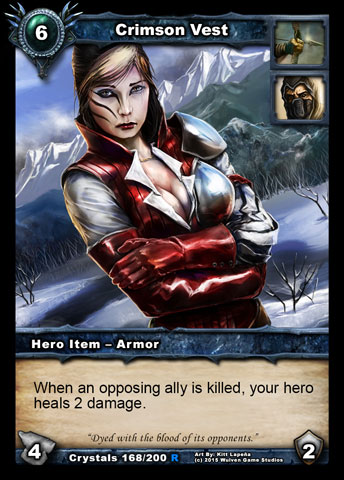 6
Crimson Vest
Hero Item – Armor
When an opposing ally is killed, your hero
heals 2 damage.
"Dyed with the blood of its opponents."
4
Crystals 168/200 R
Art By: Kitt Lapeña
(c) 2015 Wulven Game Studios
2